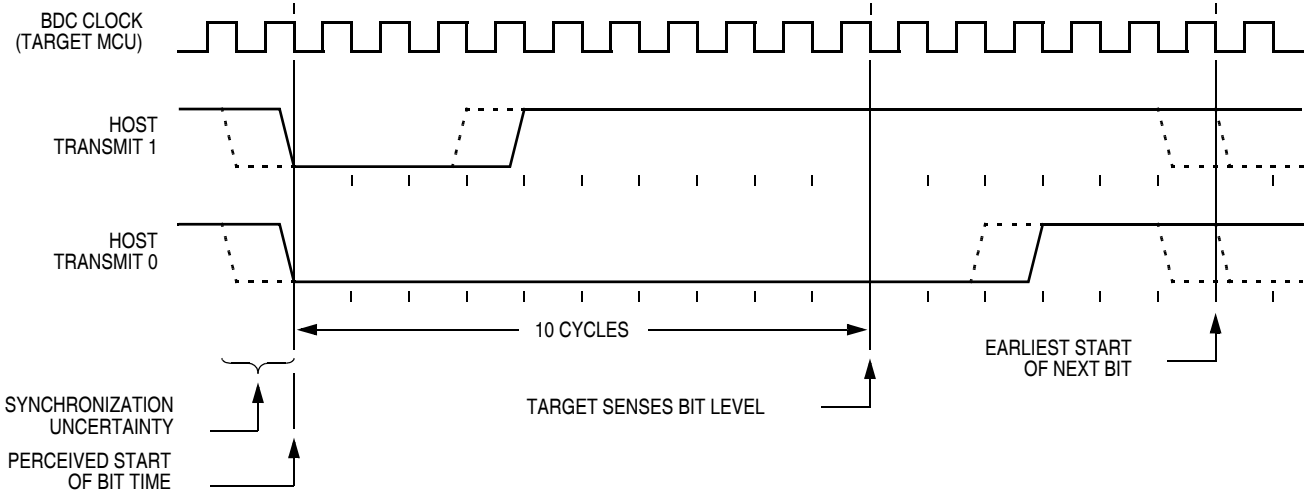 BDC CLOCK
(TARGET MCU)
HOST
TRANSMIT 1
HOST
TRANSMIT 0
10 CYCLES
EARLIEST START
OF NEXT BIT
SYNCHRONIZATION
UNCERTAINTY
TARGET SENSES BIT LEVEL
PERCEIVED START
OF BIT TIME